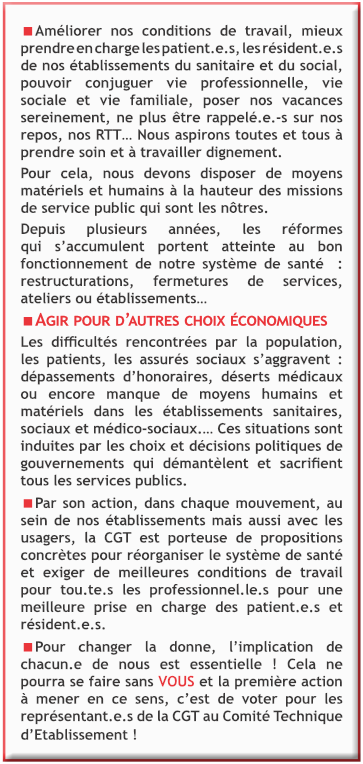 ■Améliorer nos conditions de travail, mieux
prendre en charge les patient.e.s, les résident.e.s
de nos établissements du sanitaire et du social,
pouvoir conjuguer vie professionnelle, vie
sociale et vie familiale, poser nos vacances
sereinement, ne plus être rappelé.e.-s sur nos
repos, nos RTT… Nous aspirons toutes et tous à
prendre soin et à travailler dignement.
Pour cela, nous devons disposer de moyens
matériels et humains à la hauteur des missions
de service public qui sont les nôtres.
Depuis plusieurs années, les réformes
qui s’accumulent portent atteinte au bon
fonctionnement de notre système de santé :
restructurations, fermetures de services,
ateliers ou établissements…
■AGIR POUR D’AUTRES CHOIX ÉCONOMIQUES
Les difficultés rencontrées par la population,
les patients, les assurés sociaux s’aggravent :
dépassements d’honoraires, déserts médicaux
ou encore manque de moyens humains et
matériels dans les établissements sanitaires,
sociaux et médico-sociaux.… Ces situations sont
induites par les choix et décisions politiques de
gouvernements qui démantèlent et sacrifient
tous les services publics.
■Par son action, dans chaque mouvement, au
sein de nos établissements mais aussi avec les
usagers, la CGT est porteuse de propositions
concrètes pour réorganiser le système de santé
et exiger de meilleures conditions de travail
pour tou.te.s les professionnel.le.s pour une
meilleure prise en charge des patient.e.s et
résident.e.s.
■Pour changer la donne, l’implication de
chacun.e de nous est essentielle ! Cela ne
pourra se faire sans VOUS et la première action
à mener en ce sens, c’est de voter pour les
représentant.e.s de la CGT au Comité Technique
d’Etablissement !